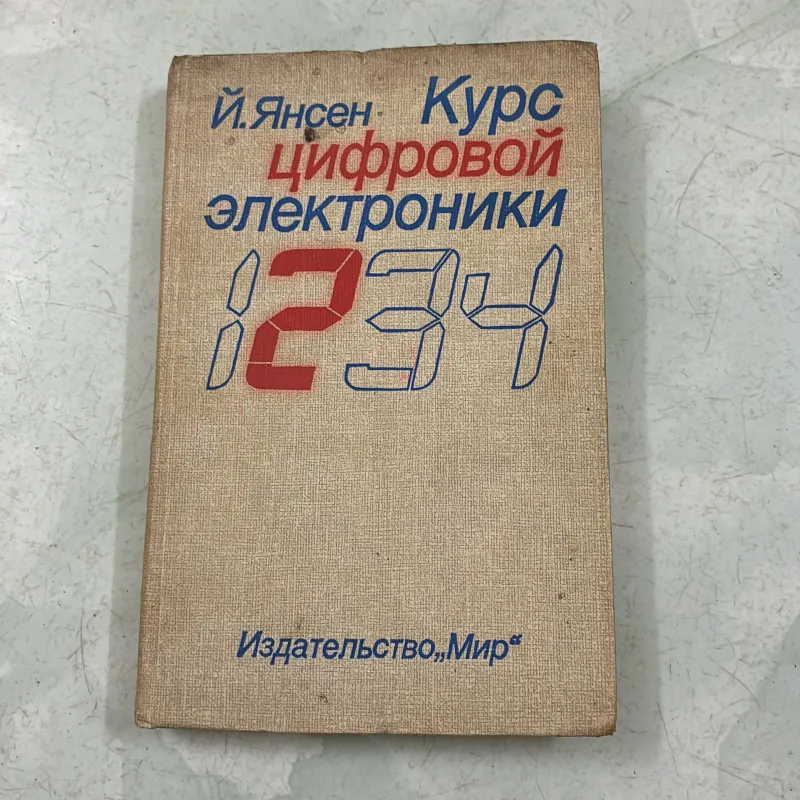 Й. Янсен Курс
цифровой
электроники
1234
Издательство „Мир“